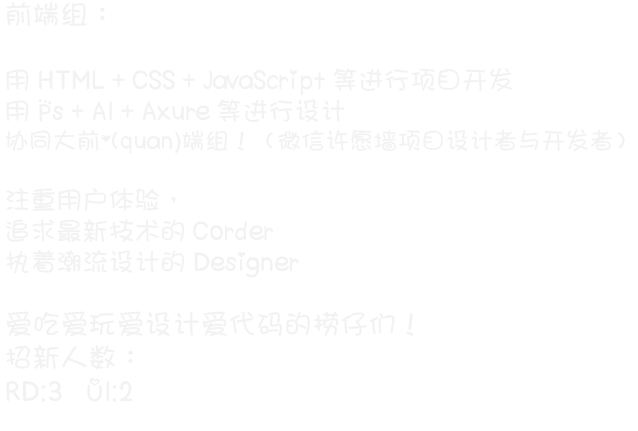 前端组：
用 HTML + CSS + JavaScript 等进行项目开发
用 Ps + AI + Axure 等进行设计
协同大前❤(quan)端组！（微信许愿墙项目设计者与开发者）
注重用户体验，
追求最新技术的 Corder
执着潮流设计的 Designer
爱吃爱玩爱设计爱代码的捞仔们！
招新人数：
RD:3 UI:2